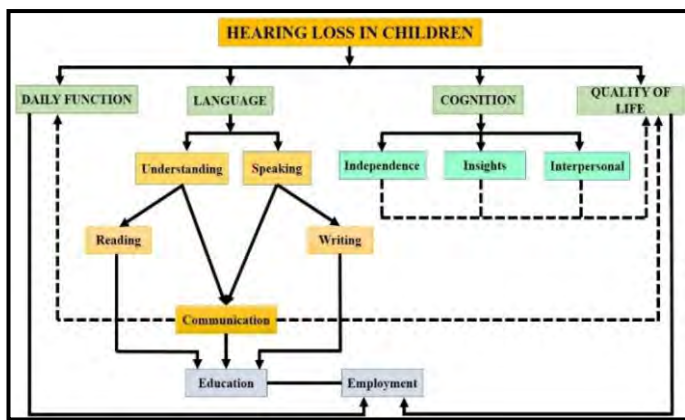 HEARING LOSS IN CHILDREN
DAILY FUNCTION
LANGUAGE
COGNITION
QUALITY OF
LIFE
Understanding
Speaking
Independence
Insights
Interpersonal
Reading
Writing
Communication
Education
Employment